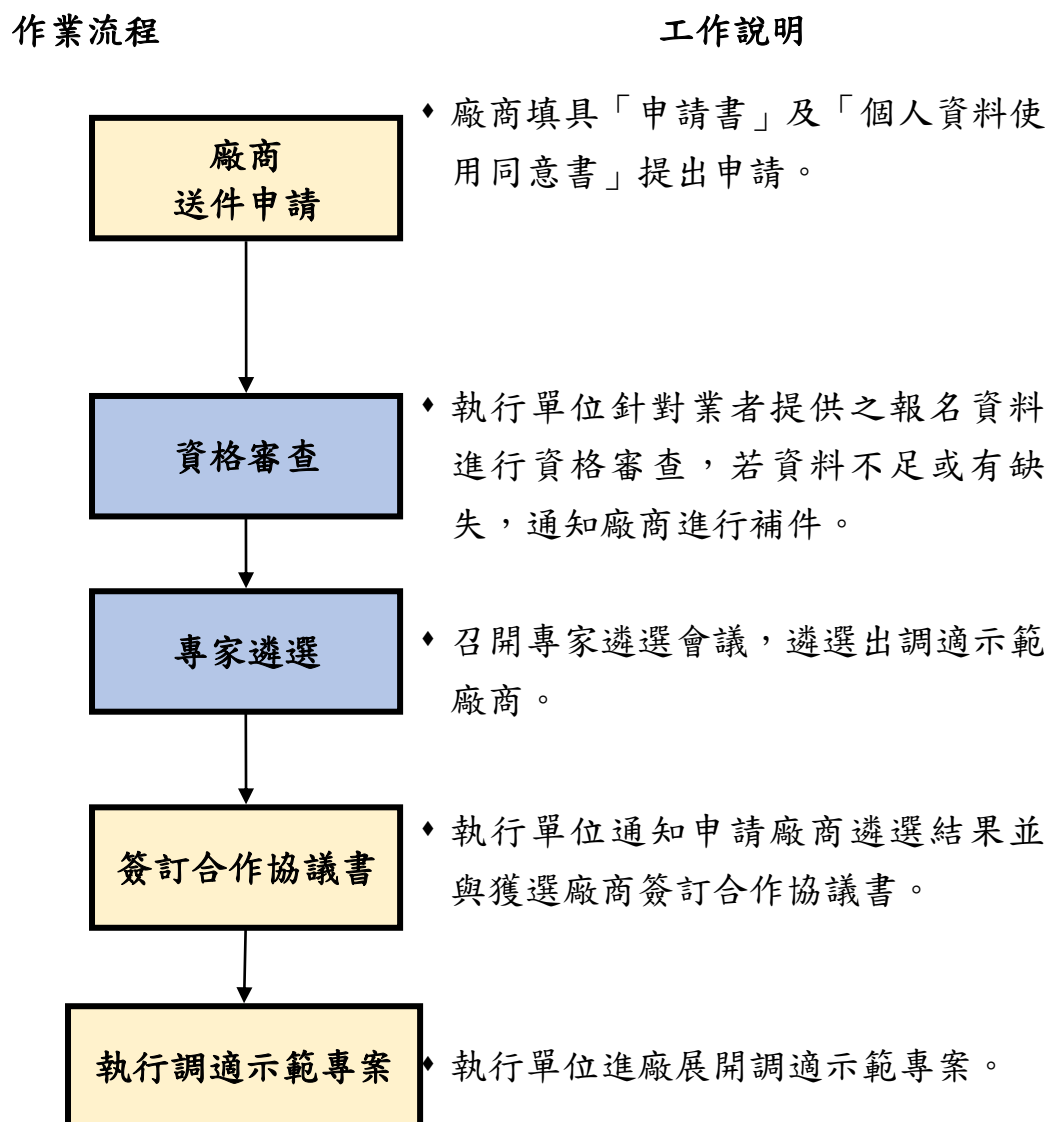 作業流程
工作說明
廠商
送件申請
♦ 廠商填具「申請書」及「個人資料使
用同意書」提出申請。
資格審查
♦ 執行單位針對業者提供之報名資料
進行資格審查，若資料不足或有缺
失，通知廠商進行補件。
專家遴選
♦ 召開專家遴選會議，遴選出調適示範
廠商。
簽訂合作協議書
♦ 執行單位通知申請廠商遴選結果並
與獲選廠商簽訂合作協議書。
執行調適示範專案
♦ 執行單位進廠展開調適示範專案。